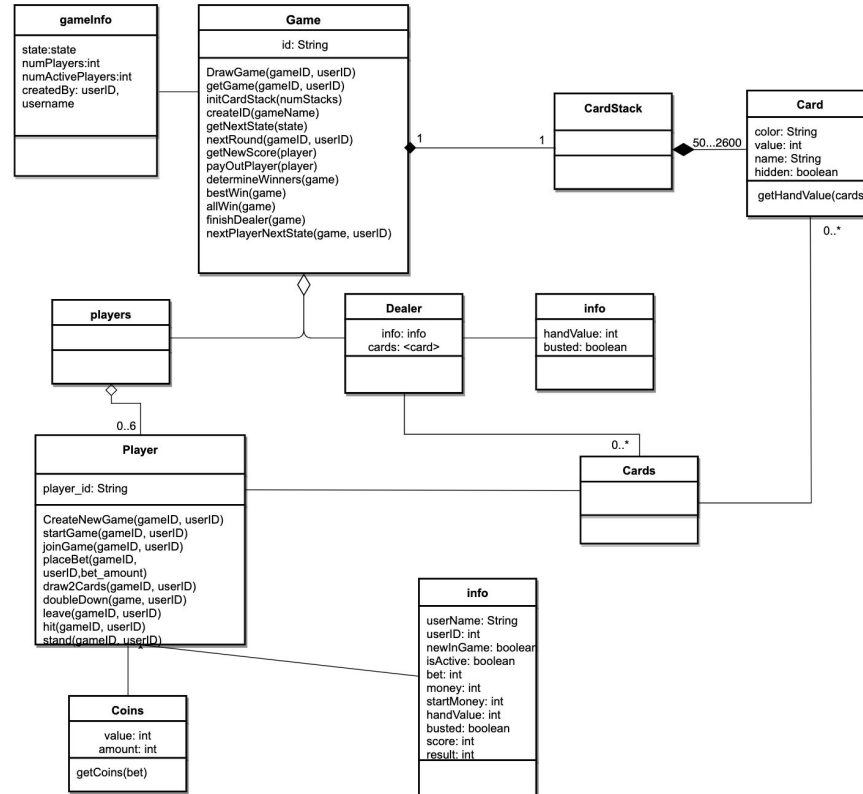 gameInfo
state:state
numPlayers:int
numActivePlayers:int
createdBy: userID,
username
Game
id: String
DrawGame(gameID, userID)
getGame(gameID, userID)
initCardStack(numStacks)
createID(gameName)
getNextState(state)
nextRound(gameID, userID)
getNewScore(player)
payOutPlayer(player)
determineWinners(game)
bestWin(game)
allWin(game)
finishDealer(game)
nextPlayerNextState(game, userID)
1
1
CardStack
50...2600
Card
color: String
value: int
name: String
hidden: boolean
getHandValue(cards
0..*
players
Dealer
info: info
cards: <card>
info
handValue: int
busted: boolean
0..6
0..*
Player
player_id: String
CreateNewGame(gameID, userID)
startGame(gameID, userID)
joinGame(gameID, userID)
placeBet(gameID,
userID,bet_amount)
draw2Cards(gameID, userID)
doubleDown(game, userID)
leave(gameID, userID)
hit(gameID, userID)
stand(gameID, userID)
*
Cards
info
userName: String
userID: int
newInGame: boolean
isActive: boolean
bet: int
money: int
startMoney: int
handValue: int
busted: boolean
score: int
result: int
Coins
value: int
amount: int
getCoins(bet)